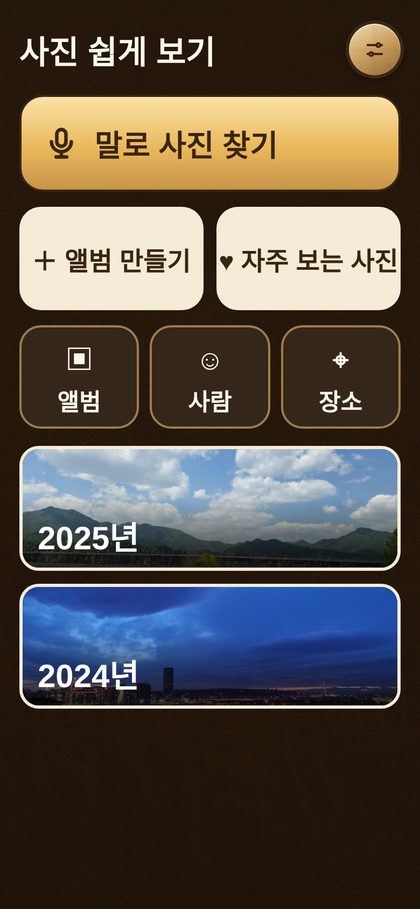 사진 쉽게 보기
말로 사진 찾기
+ 앨범 만들기
♥ 자주 보는 사진
앨범
사람
장소
2025년
2024년